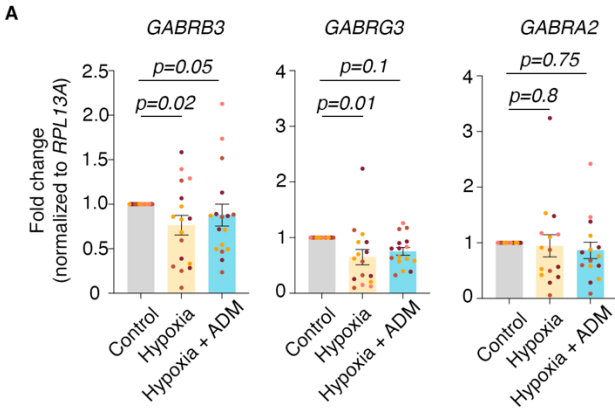 A
GABRB3
GABRG3
GABRA2
Fold change
(normalized to RPL13A)
2.5
2.0
1.5
1.0
0.5
0
p=0.05
p=0.02
Control
Hypoxia
Hypoxia + ADM
4
3
2
1
0
p=0.1
p=0.01
Control
Hypoxia
Hypoxia + ADM
4
3
2
1
0
p=0.75
p=0.8
Control
Hypoxia
Hypoxia + ADM